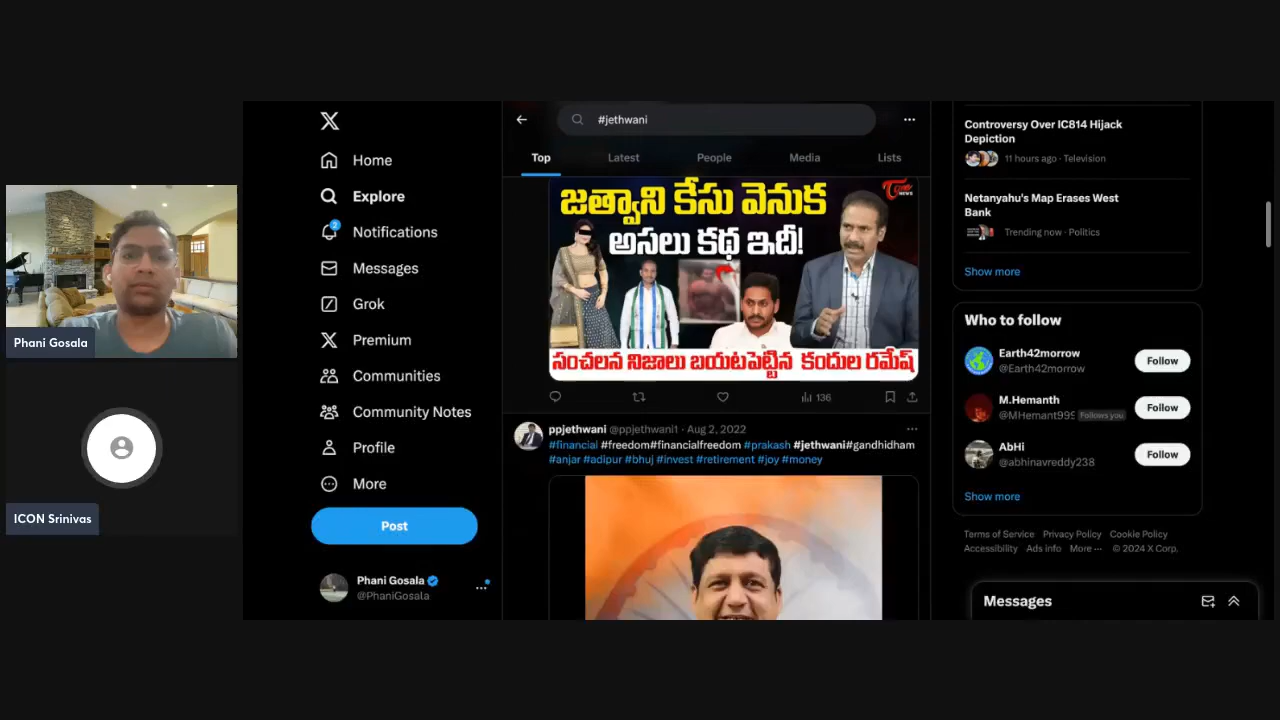 Phani Gosala
ICON Srinivas
Home
Explore
2
Notifications
Messages
Grok
Premium
Communities
Community Notes
Profile
More
Post
Phani Gosala
@PhaniGosala
#jethwani
Top
Latest
People
Media
Lists
జత్వాని కేసు వెనుక
అసలు కథ ఇదీ!
NEWS
సంచలన నిజాలు బయటపెట్టిన కందుల రమేష్
136
ppjethwani @ppjethwani1 · Aug 2, 2022
#financial #freedom#financialfreedom #prakash #jethwani#gandhidham
#anjar #adipur #bhuj #invest #retirement #joy #money
Controversy Over IC814 Hijack
Depiction
11 hours ago · Television
Netanyahu's Map Erases West
Bank
Trending now · Politics
Show more
Who to follow
Earth42morrow
@Earth42morrow
Follow
M.Hemanth
@MHemant999 Follows you
Follow
AbHi
@abhinavreddy238
Follow
Show more
Terms of Service Privacy Policy Cookie Policy
Accessibility Ads info More ··· © 2024 X Corp.
Messages